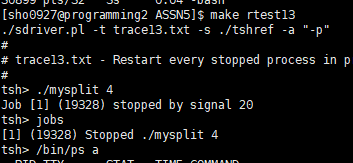 30899 pts/32 Ss 0:04 -bash
[sho0927@programming2 ASSN5]$ make rtest13
./sdriver.pl -t trace13.txt -s ./tshref -a "-p"
#
# trace13.txt - Restart every stopped process in p
#
tsh> ./mysplit 4
Job [1] (19328) stopped by signal 20
tsh> jobs
[1] (19328) Stopped ./mysplit 4
tsh> /bin/ps a
PID TTY STAT TIME COMMAND